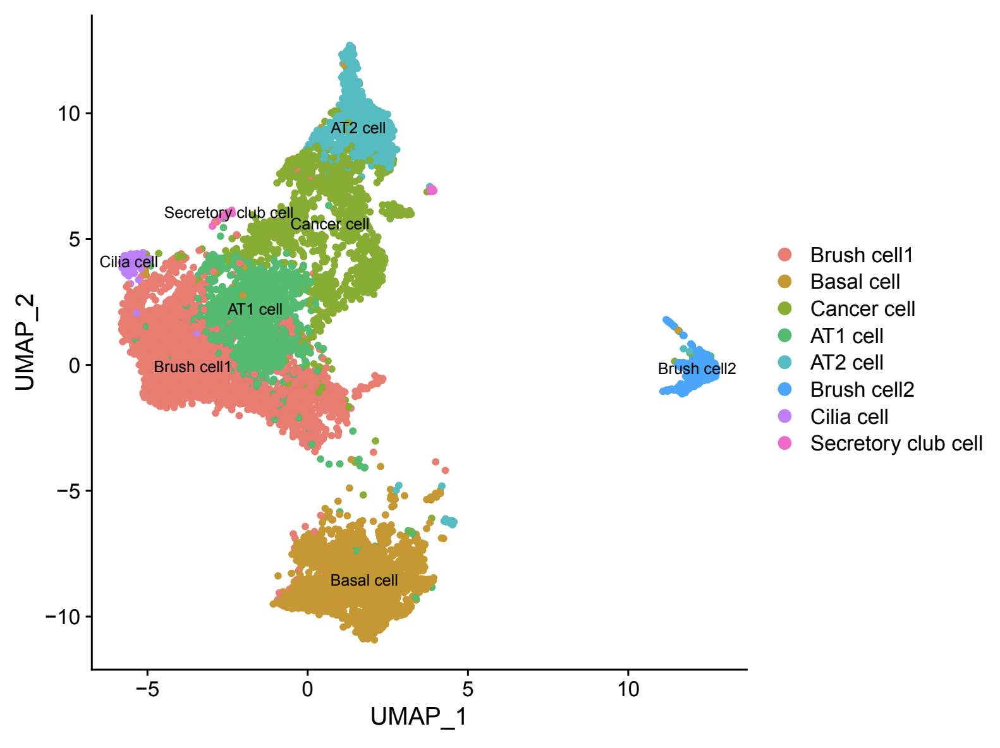 AT2 cell
Secretory club cell
Cancer cell
Cilia cell
AT1 cell
Brush cell1
Brush cell2
Basal cell
UMAP_2
10
5
0
−5
−10
−5
0
5
10
UMAP_1
Brush cell1
Basal cell
Cancer cell
AT1 cell
AT2 cell
Brush cell2
Cilia cell
Secretory club cell